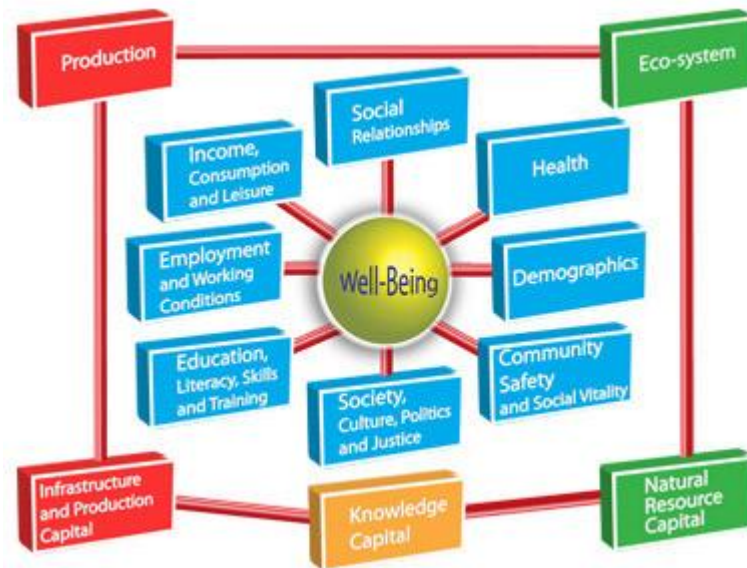 Production
Eco-system
Social
Relationships
Income,
Consumption
and Leisure
Health
Employment
and Working
Conditions
Well-Being
Demographics
Education,
Literacy, Skills
and Training
Society,
Culture, Politics
and Justice
Community
Safety
and Social Vitality
Infrastructure
and Production
Capital
Knowledge
Capital
Natural
Resource
Capital